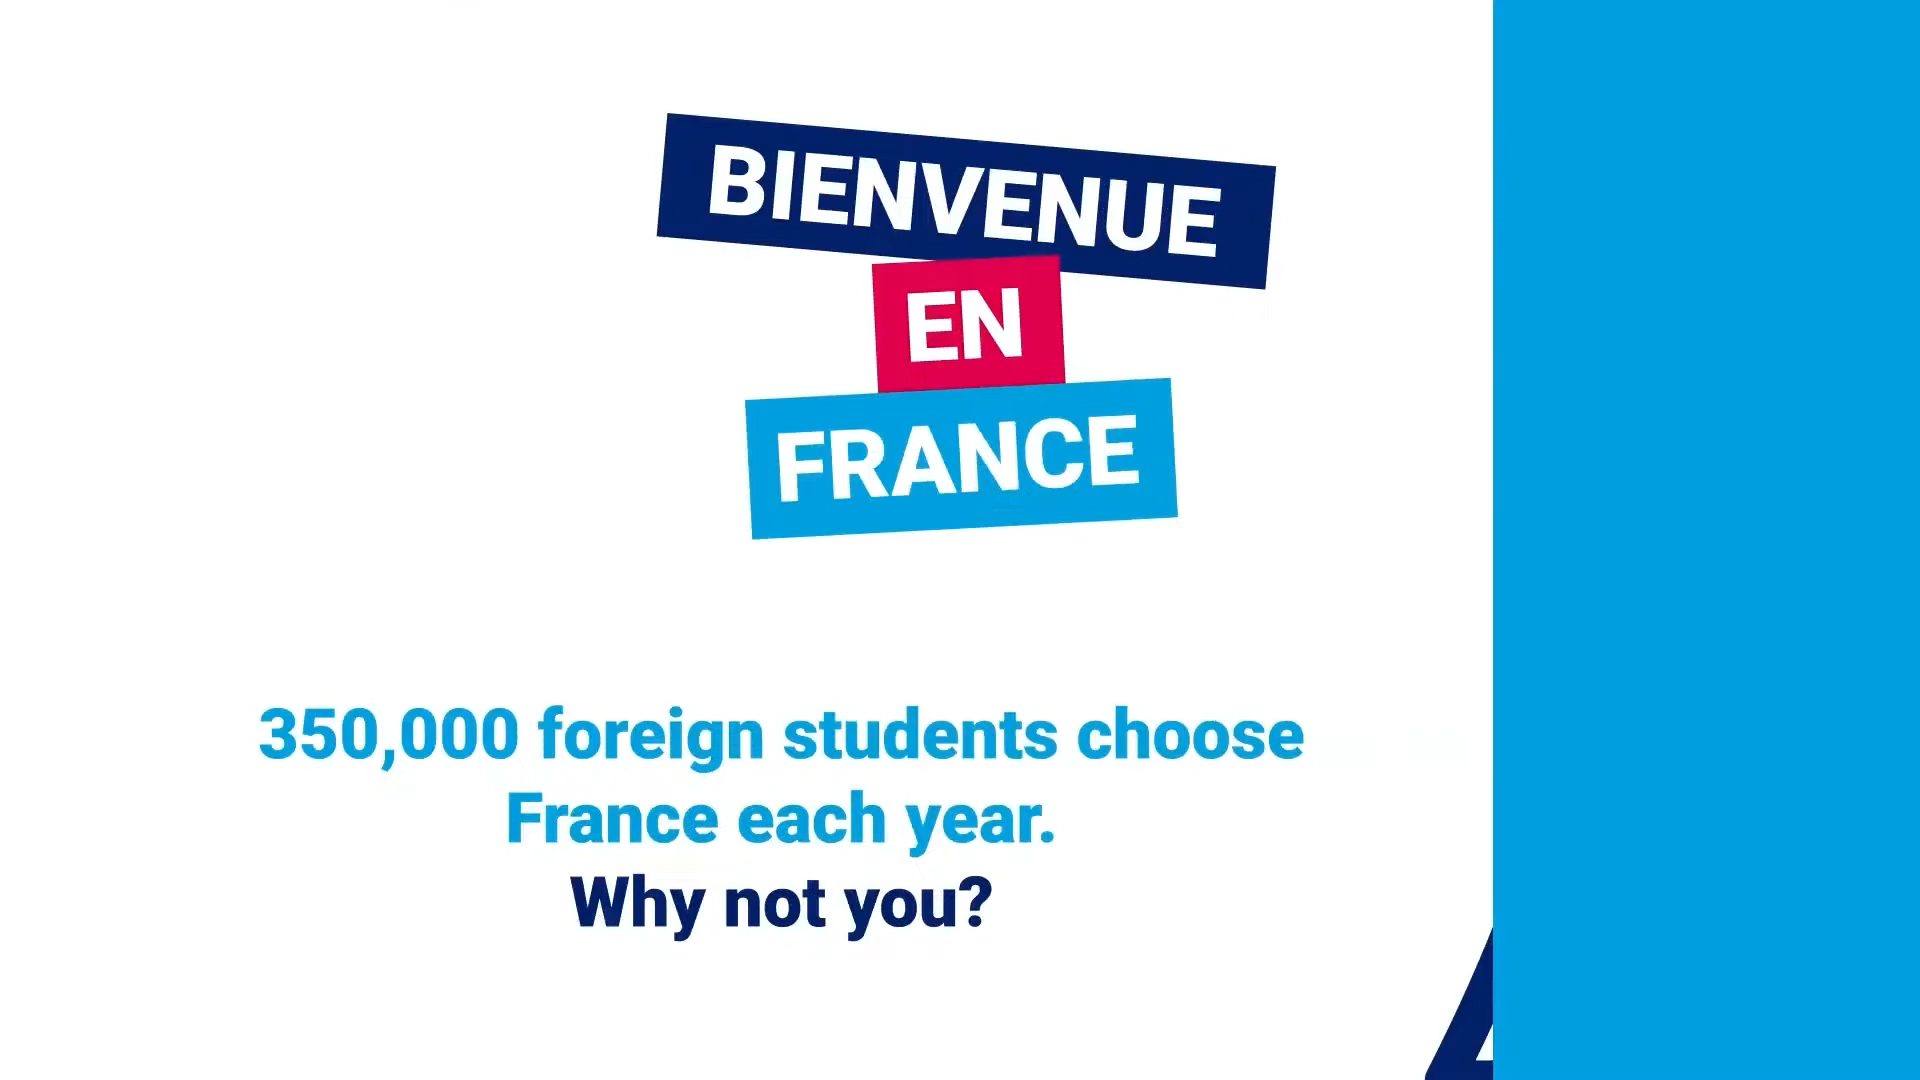 BIENVENUE
EN
FRANCE
350,000 foreign students choose
France each year.
Why not you?